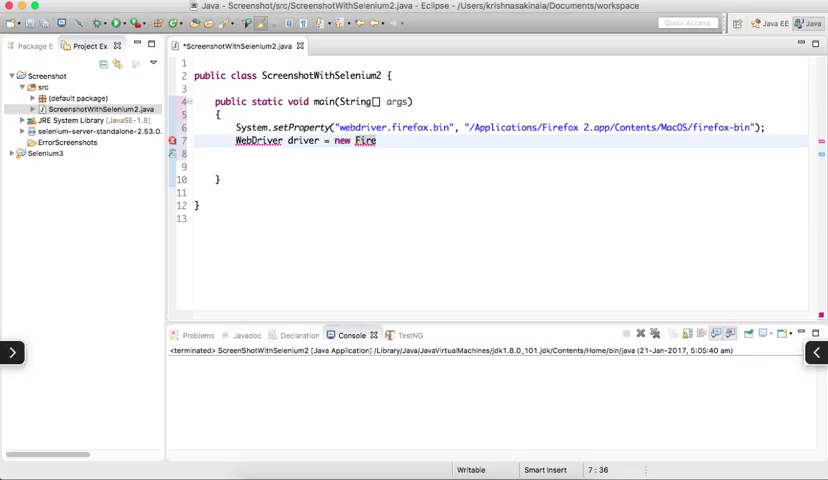 Java - Screenshot/src/ScreenshotWithSelenium2.java - Eclipse - /Users/krishnasakinala/Documents/workspace
Quick Access
Java EE
Java
Package E
Project Ex
*ScreenshotWithSelenium2.java
Screenshot
src
(default package)
ScreenshotWithSelenium2.java
JRE System Library [JavaSE-1.8]
selenium-server-standalone-2.53.0.
ErrorScreenshots
Selenium3
1
2 public class ScreenshotWithSelenium2 {
3
4 public static void main(String[] args)
5 {
6 System.setProperty("webdriver.firefox.bin", "/Applications/Firefox 2.app/Contents/MacOS/firefox-bin");
7 WebDriver driver = new Fire
8
9
10 }
11
12 }
13
Problems
Javadoc
Declaration
Console
TestNG
<terminated> ScreenShotWithSelenium2 [Java Application] /Library/Java/JavaVirtualMachines/jdk1.8.0_101.jdk/Contents/Home/bin/java (21-Jan-2017, 5:05:40 am)
Writable
Smart Insert
7 : 36